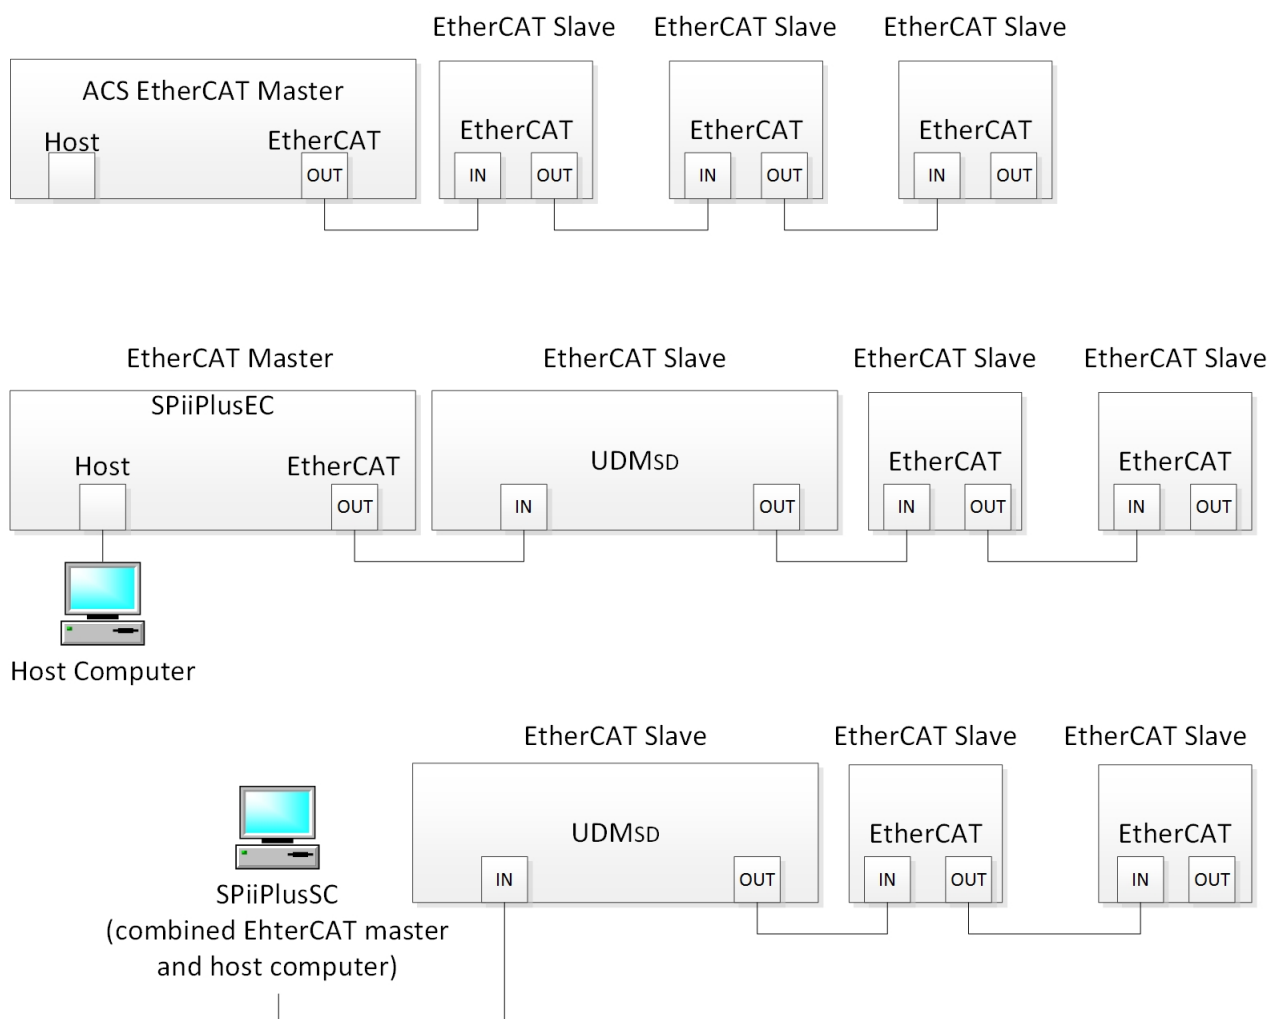 EtherCAT Slave EtherCAT Slave EtherCAT Slave
ACS EtherCAT Master
Host EtherCAT EtherCAT EtherCAT EtherCAT
OUT IN OUT IN OUT IN OUT
EtherCAT Master EtherCAT Slave EtherCAT Slave EtherCAT Slave
SPiiPlusEC
Host EtherCAT UDMSD EtherCAT EtherCAT
OUT IN OUT IN OUT IN OUT
Host Computer
EtherCAT Slave EtherCAT Slave EtherCAT Slave
UDMSD EtherCAT EtherCAT
IN OUT IN OUT IN OUT
SPiiPlusSC
(combined EhterCAT master
and host computer)